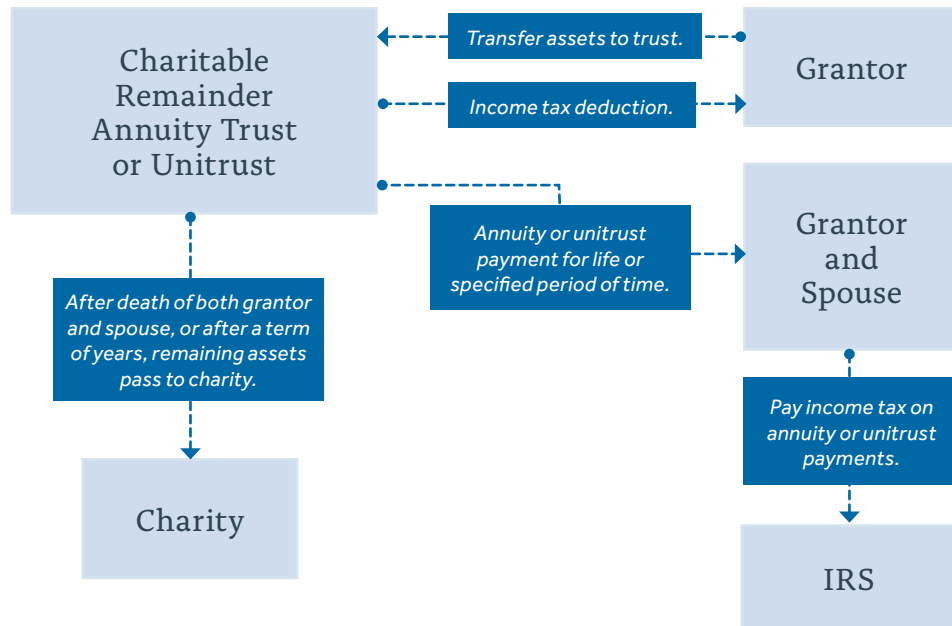 Charitable
Remainder
Annuity Trust
or Unitrust
Transfer assets to trust.
Income tax deduction.
Grantor
Annuity or unitrust
payment for life or
specified period of time.
Grantor
and
Spouse
After death of both grantor
and spouse, or after a term
of years, remaining assets
pass to charity.
Pay income tax on
annuity or unitrust
payments.
Charity
IRS